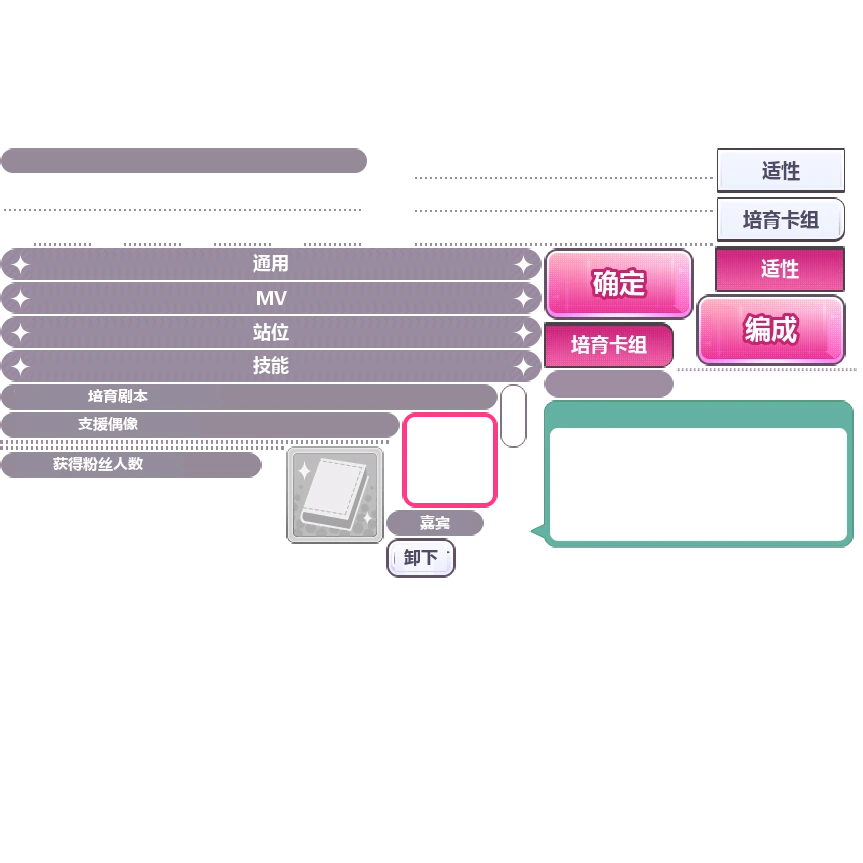 适性
培育卡组
通用
确定
适性
MV
编成
站位
培育卡组
技能
培育剧本
支援偶像
获得粉丝人数
嘉宾
卸下